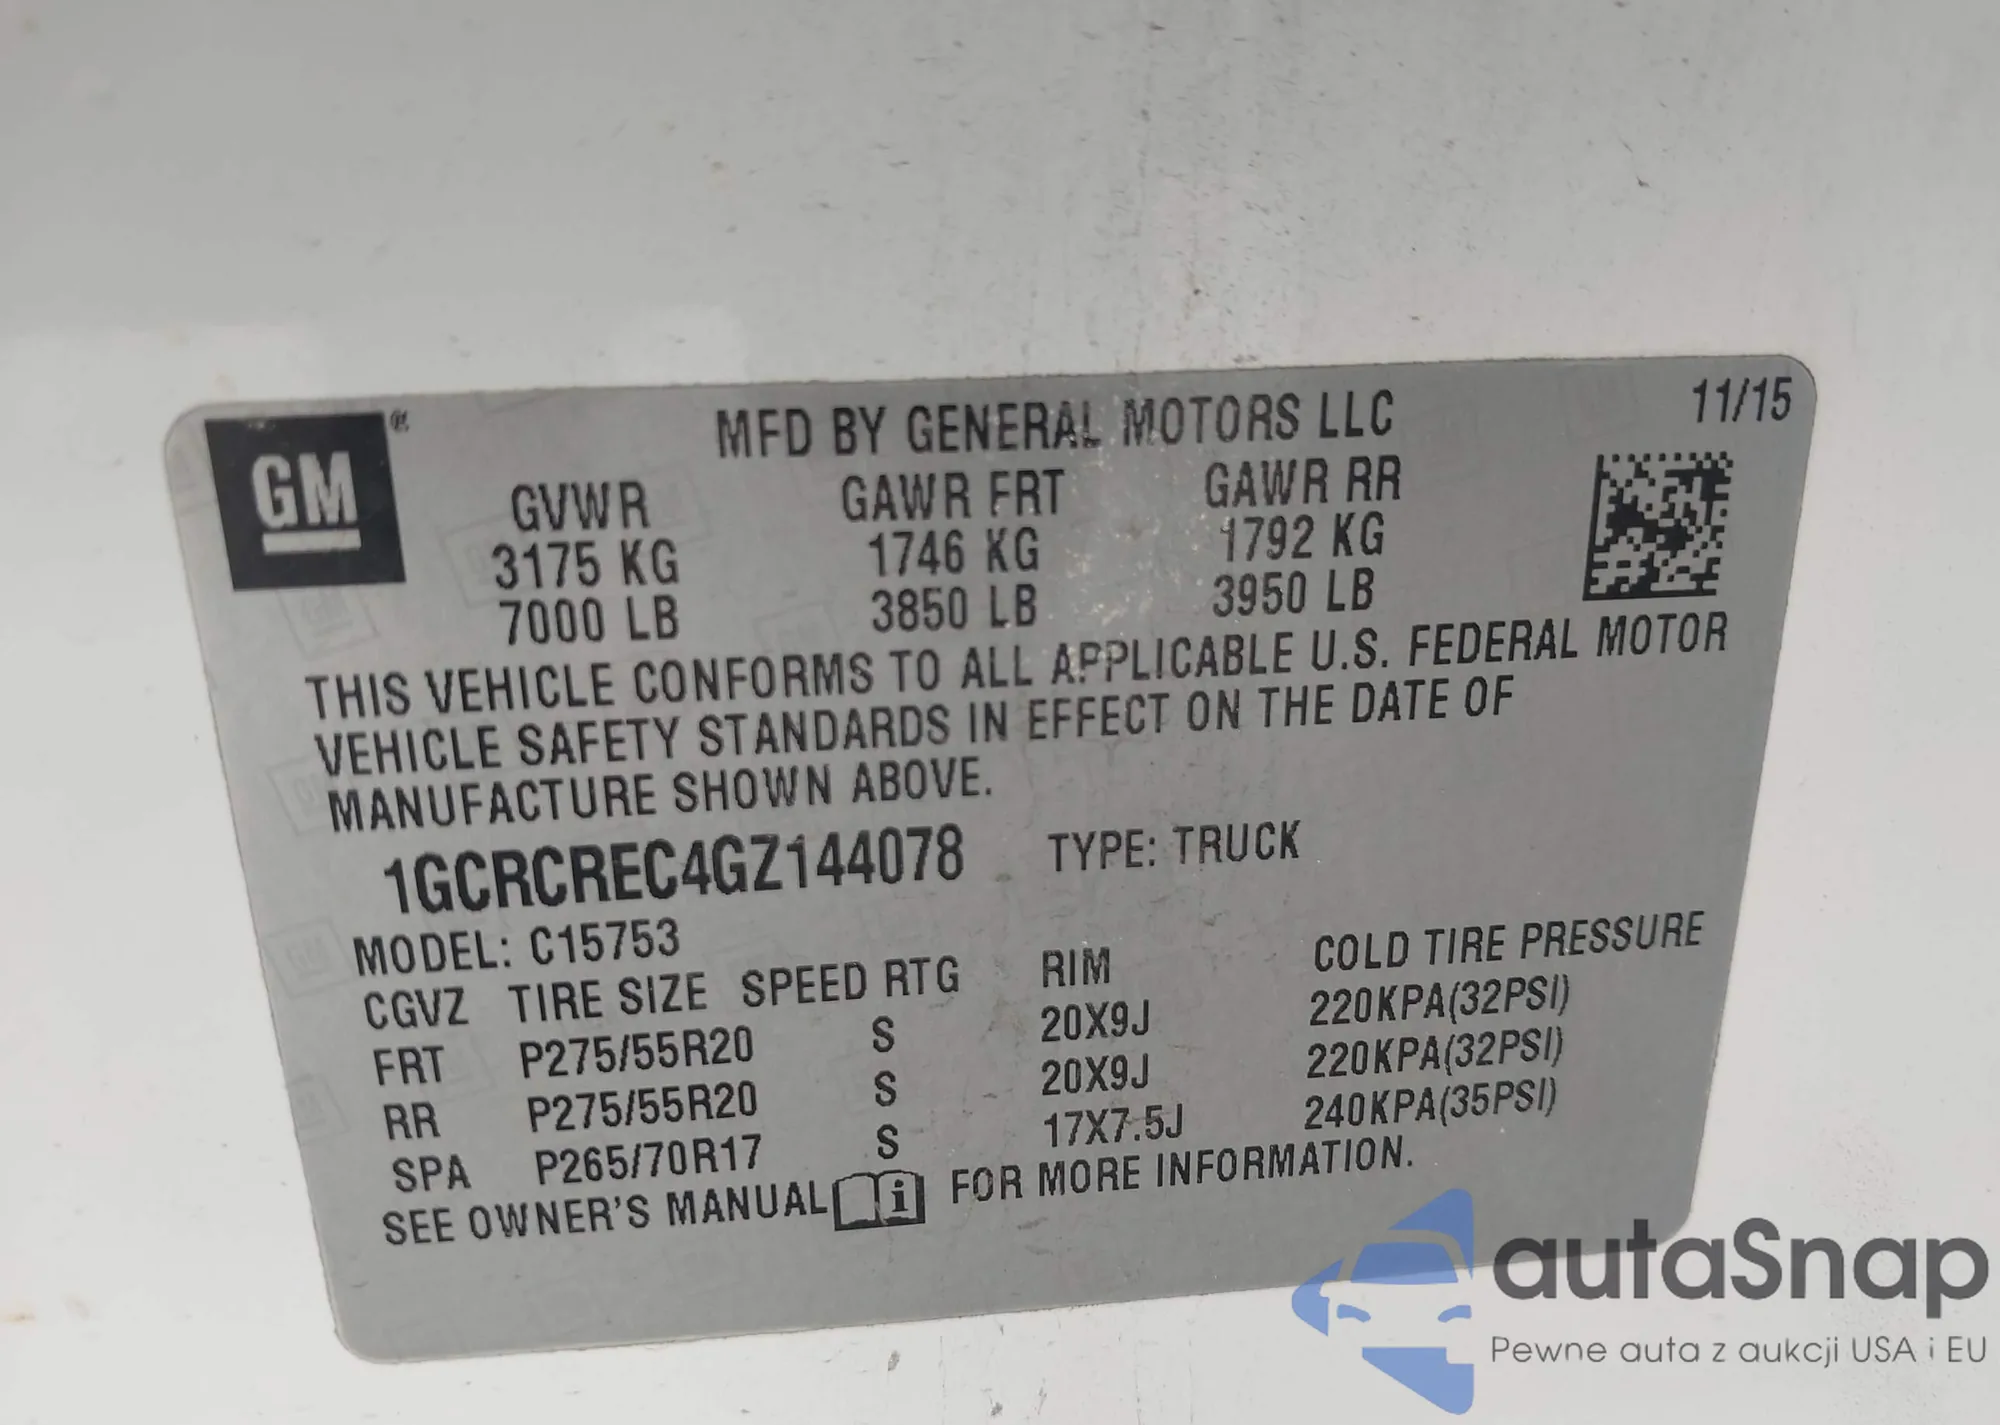 GM
®
MFD BY GENERAL MOTORS LLC
11/15
GVWR GAWR FRT GAWR RR
3175 KG 1746 KG 1792 KG
7000 LB 3850 LB 3950 LB
THIS VEHICLE CONFORMS TO ALL APPLICABLE U.S. FEDERAL MOTOR
VEHICLE SAFETY STANDARDS IN EFFECT ON THE DATE OF
MANUFACTURE SHOWN ABOVE.
1GCRCREC4GZ144078 TYPE: TRUCK
MODEL: C15753
CGVZ TIRE SIZE SPEED RTG RIM COLD TIRE PRESSURE
FRT P275/55R20 S 20X9J 220KPA(32PSI)
RR P275/55R20 S 20X9J 220KPA(32PSI)
SPA P265/70R17 S 17X7.5J 240KPA(35PSI)
SEE OWNER'S MANUAL i FOR MORE INFORMATION.
autaSnap
Pewne auta z aukcji USA i EU